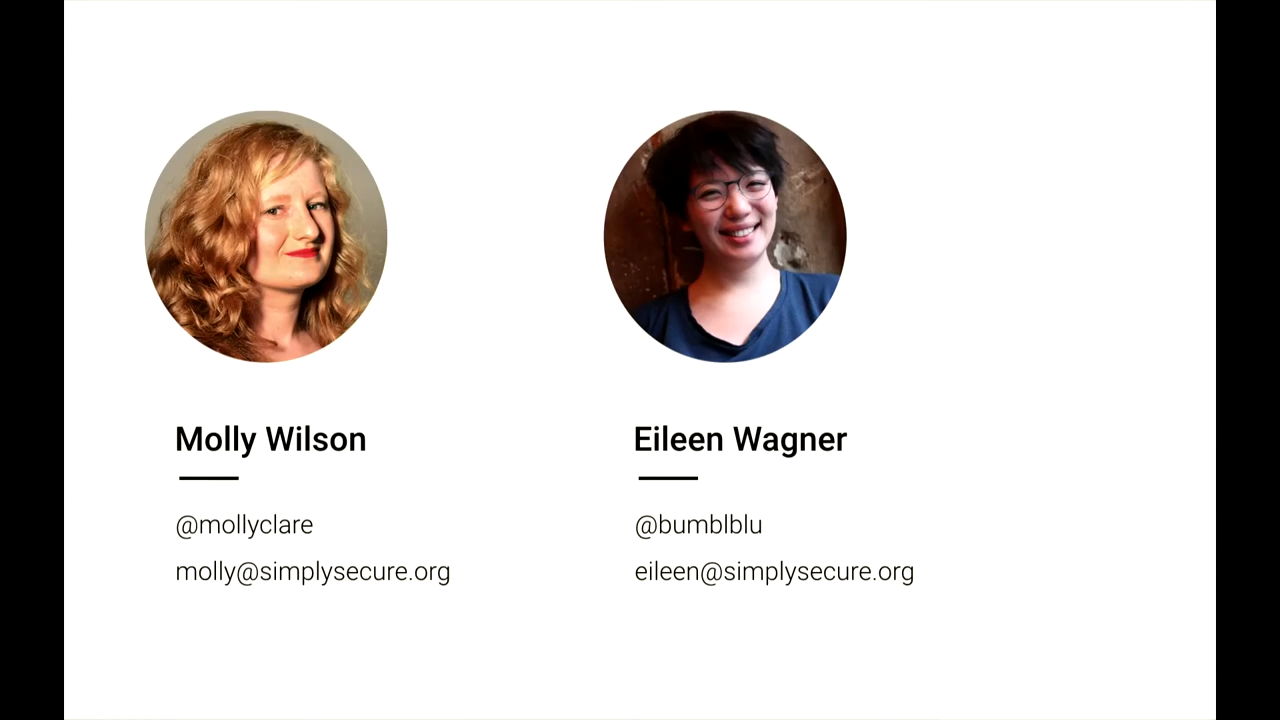 Molly Wilson
@mollyclare
molly@simplysecure.org
Eileen Wagner
@bumblblu
eileen@simplysecure.org